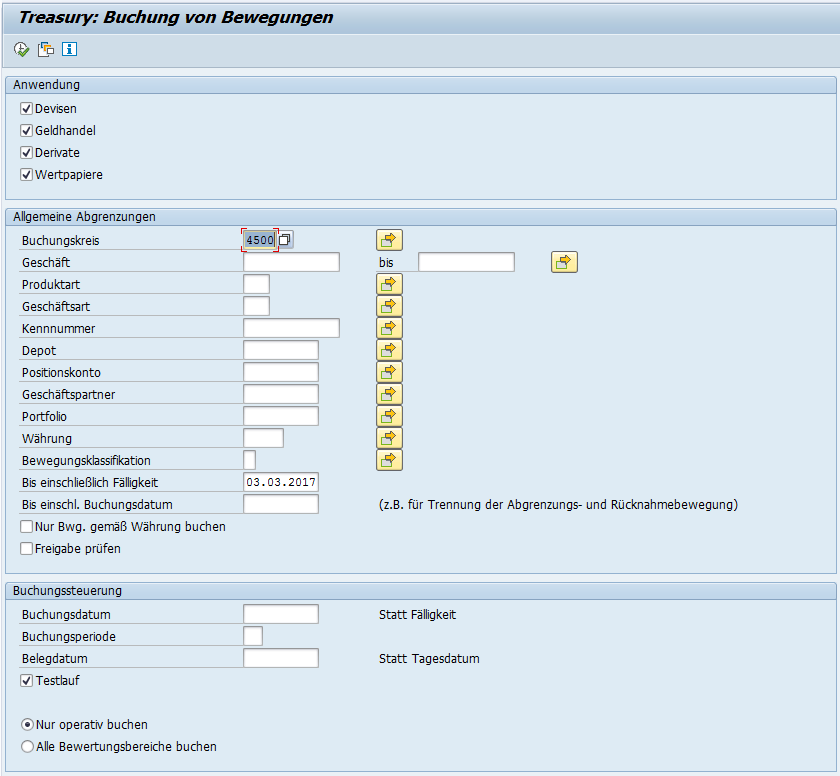 Treasury: Buchung von Bewegungen
Anwendung
Devisen
Geldhandel
Derivate
Wertpapiere
Allgemeine Abgrenzungen
Buchungskreis 4500
Geschäft bis
Produktart
Geschäftsart
Kennnummer
Depot
Positionskonto
Geschäftspartner
Portfolio
Währung
Bewegungsklassifikation
Bis einschließlich Fälligkeit 03.03.2017
Bis einschl. Buchungsdatum (z.B. für Trennung der Abgrenzungs- und Rücknahmebewegung)
Nur Bwg. gemäß Währung buchen
Freigabe prüfen
Buchungssteuerung
Buchungsdatum Statt Fälligkeit
Buchungsperiode
Belegdatum Statt Tagesdatum
Testlauf
Nur operativ buchen
Alle Bewertungsbereiche buchen